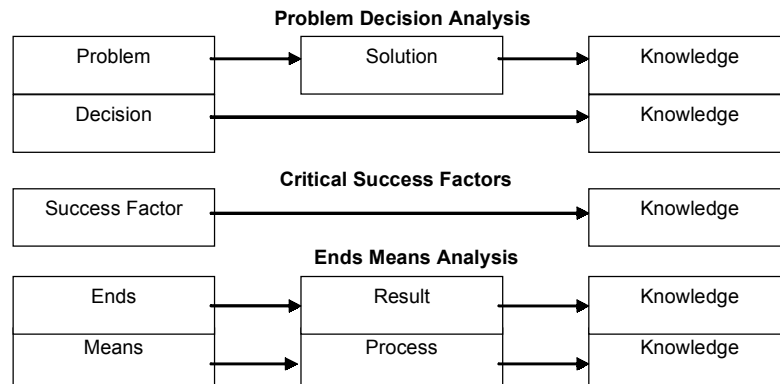 Problem Decision Analysis
Problem Solution Knowledge
Decision Knowledge
Critical Success Factors
Success Factor Knowledge
Ends Means Analysis
Ends Result Knowledge
Means Process Knowledge